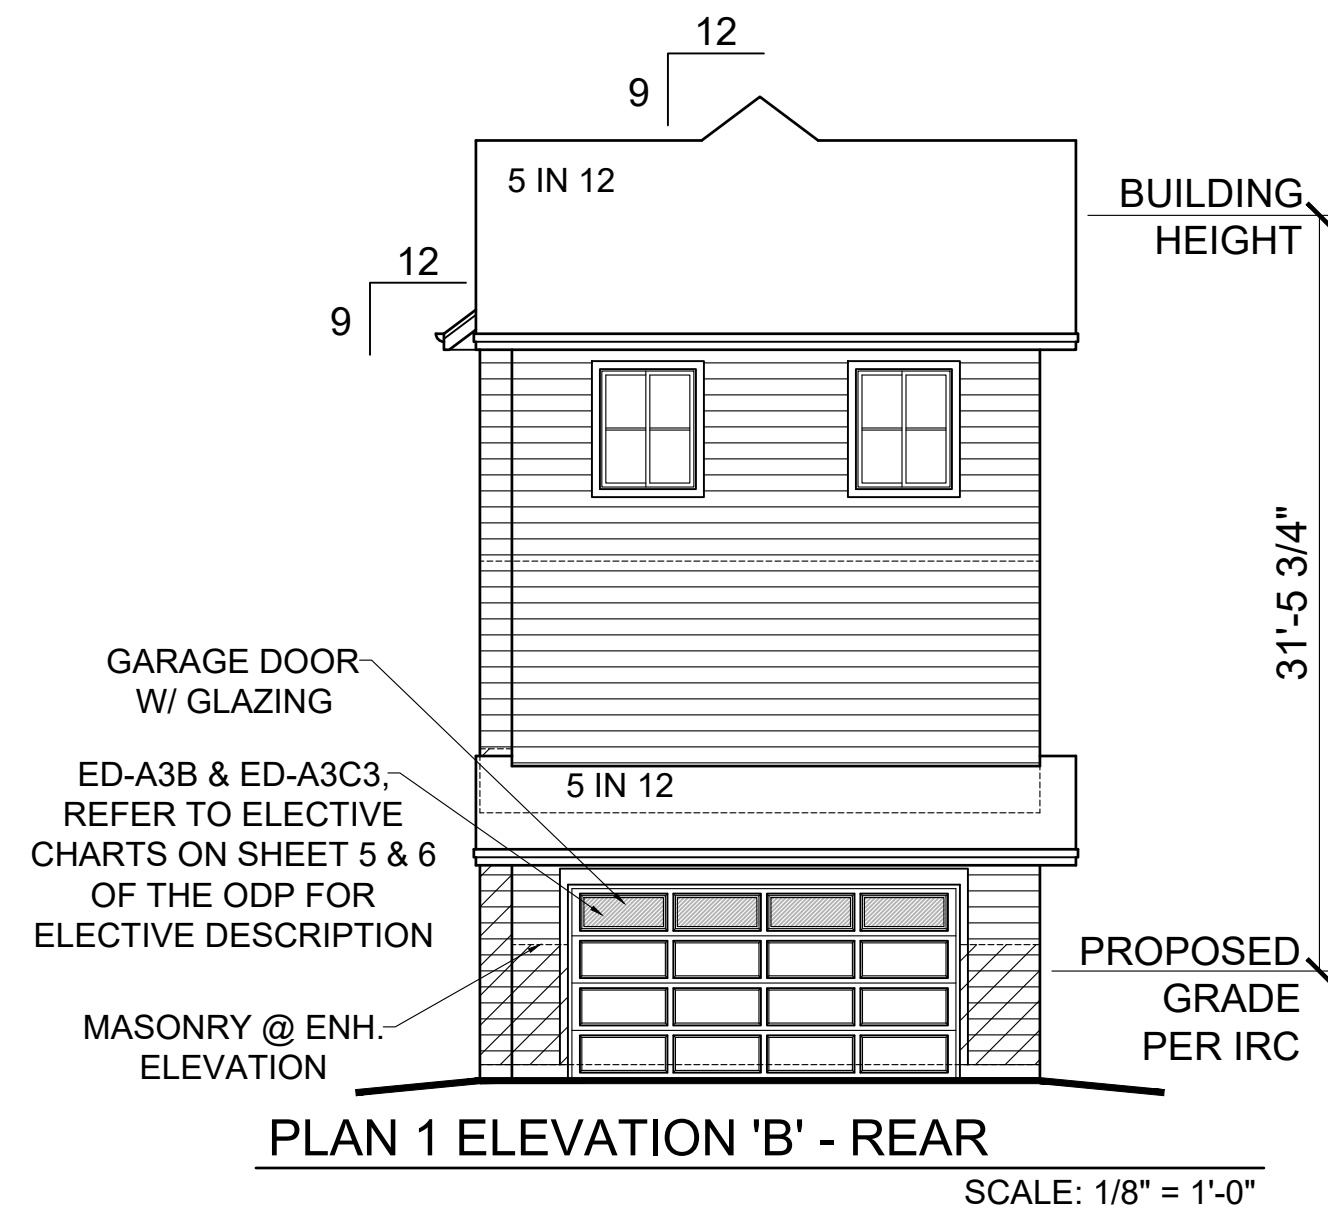 12
9
5 IN 12
BUILDING
HEIGHT
12
9
31'-5 3/4"
GARAGE DOOR
W/ GLAZING
ED-A3B & ED-A3C3,
REFER TO ELECTIVE
CHARTS ON SHEET 5 & 6
OF THE ODP FOR
ELECTIVE DESCRIPTION
5 IN 12
MASONRY @ ENH.
ELEVATION
PROPOSED
GRADE
PER IRC
PLAN 1 ELEVATION 'B' - REAR
SCALE: 1/8" = 1'-0"